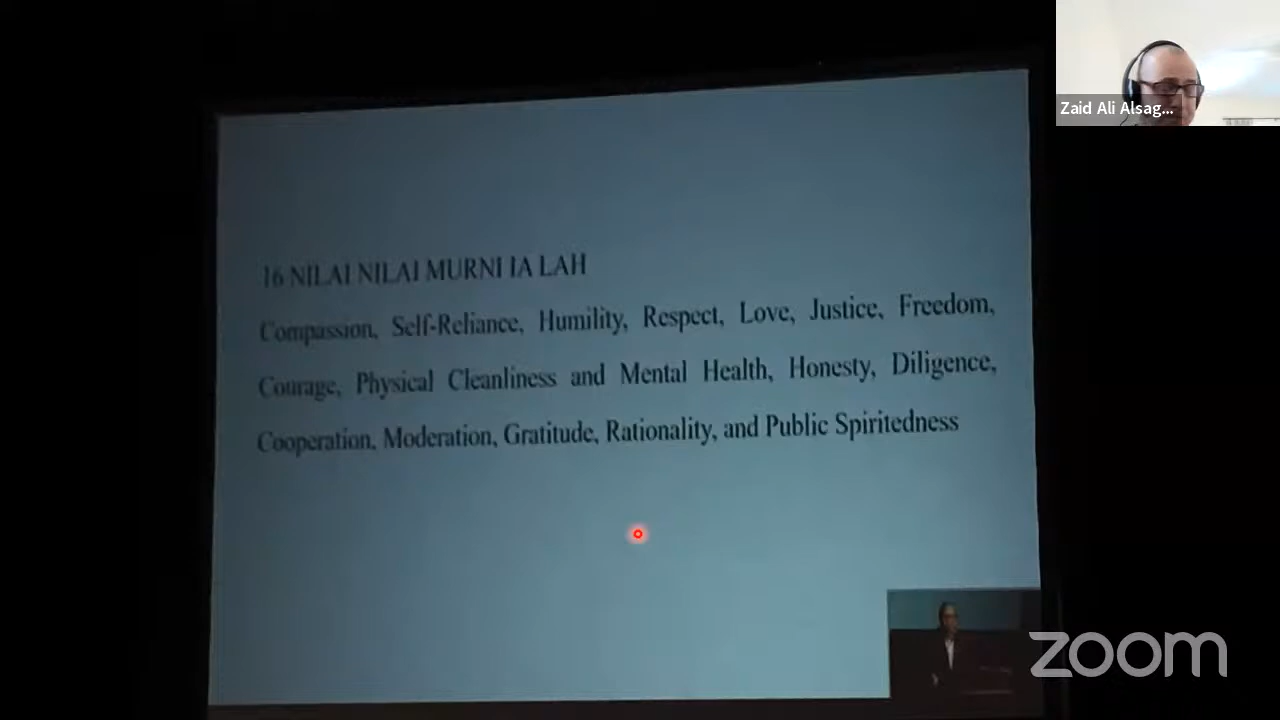 Zaid Ali Alsag...
16 NILAI NILAI MURNI IA LAH
Compassion, Self-Reliance, Humility, Respect, Love, Justice, Freedom,
Courage, Physical Cleanliness and Mental Health, Honesty, Diligence,
Cooperation, Moderation, Gratitude, Rationality, and Public Spiritedness
zoom